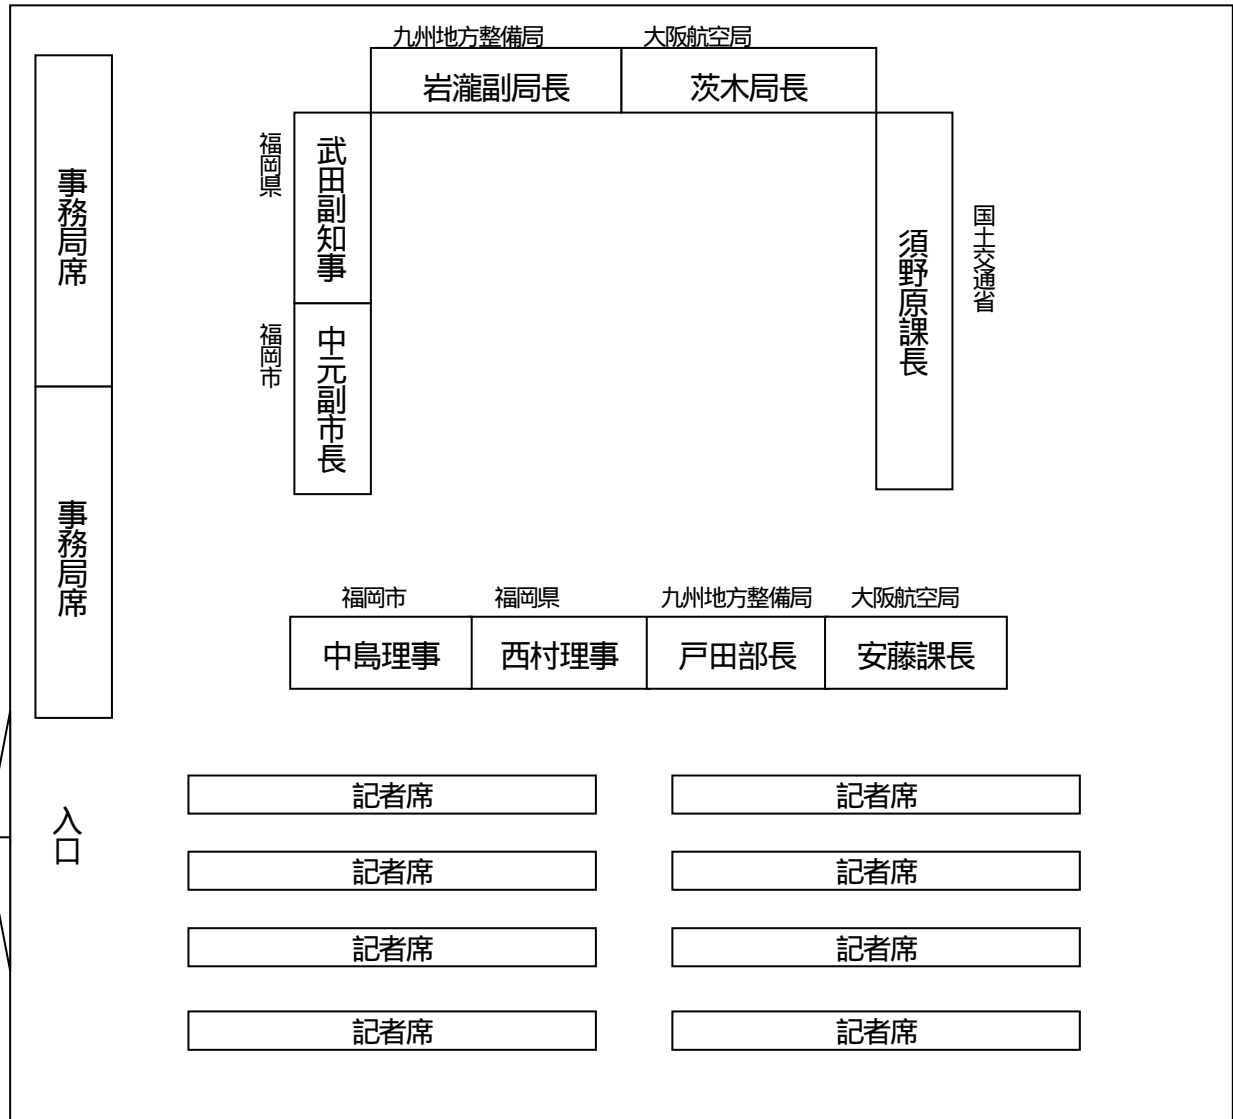 九州地方整備局
大阪航空局
岩瀧副局長
茨木局長
福岡県
武田副知事
福岡市
中元副市長
須野原課長
国土交通省
事務局席
事務局席
福岡市
福岡県
九州地方整備局
大阪航空局
中島理事
西村理事
戸田部長
安藤課長
入口
記者席
記者席
記者席
記者席
記者席
記者席
記者席
記者席